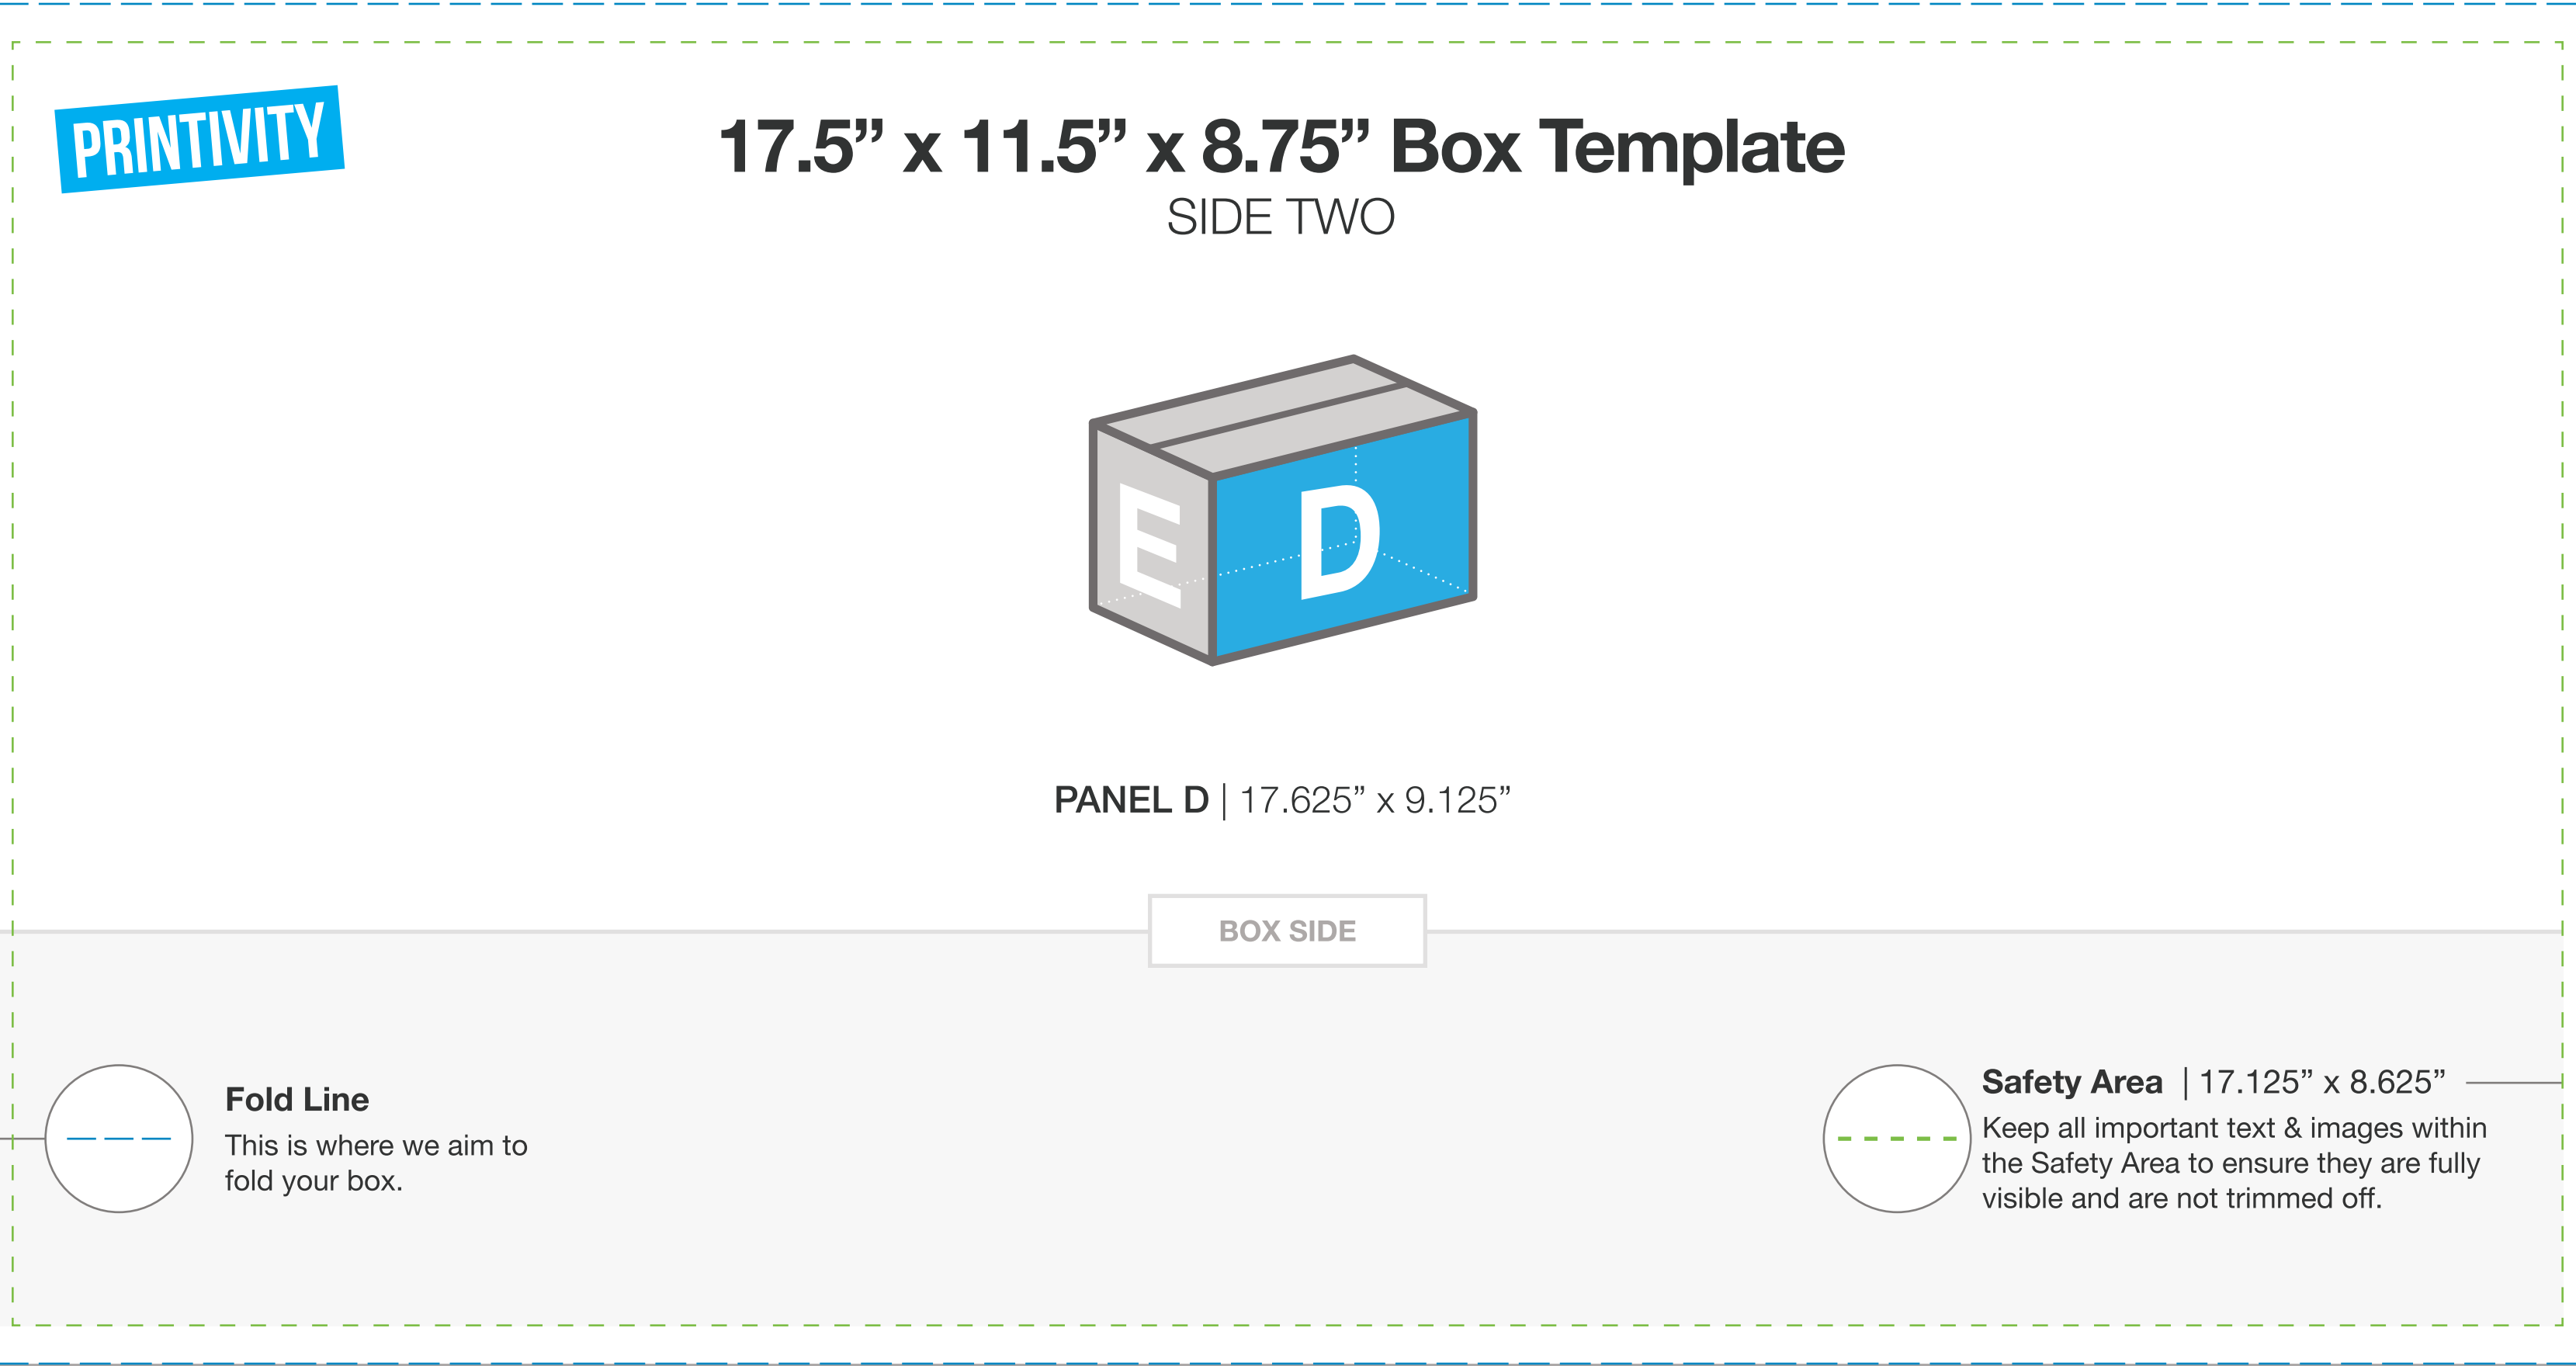 PRINTIVITY
17.5” x 11.5” x 8.75” Box Template
SIDE TWO
E
D
PANEL D | 17.625” x 9.125”
BOX SIDE
Fold Line
This is where we aim to
fold your box.
Safety Area | 17.125” x 8.625”
Keep all important text & images within
the Safety Area to ensure they are fully
visible and are not trimmed off.